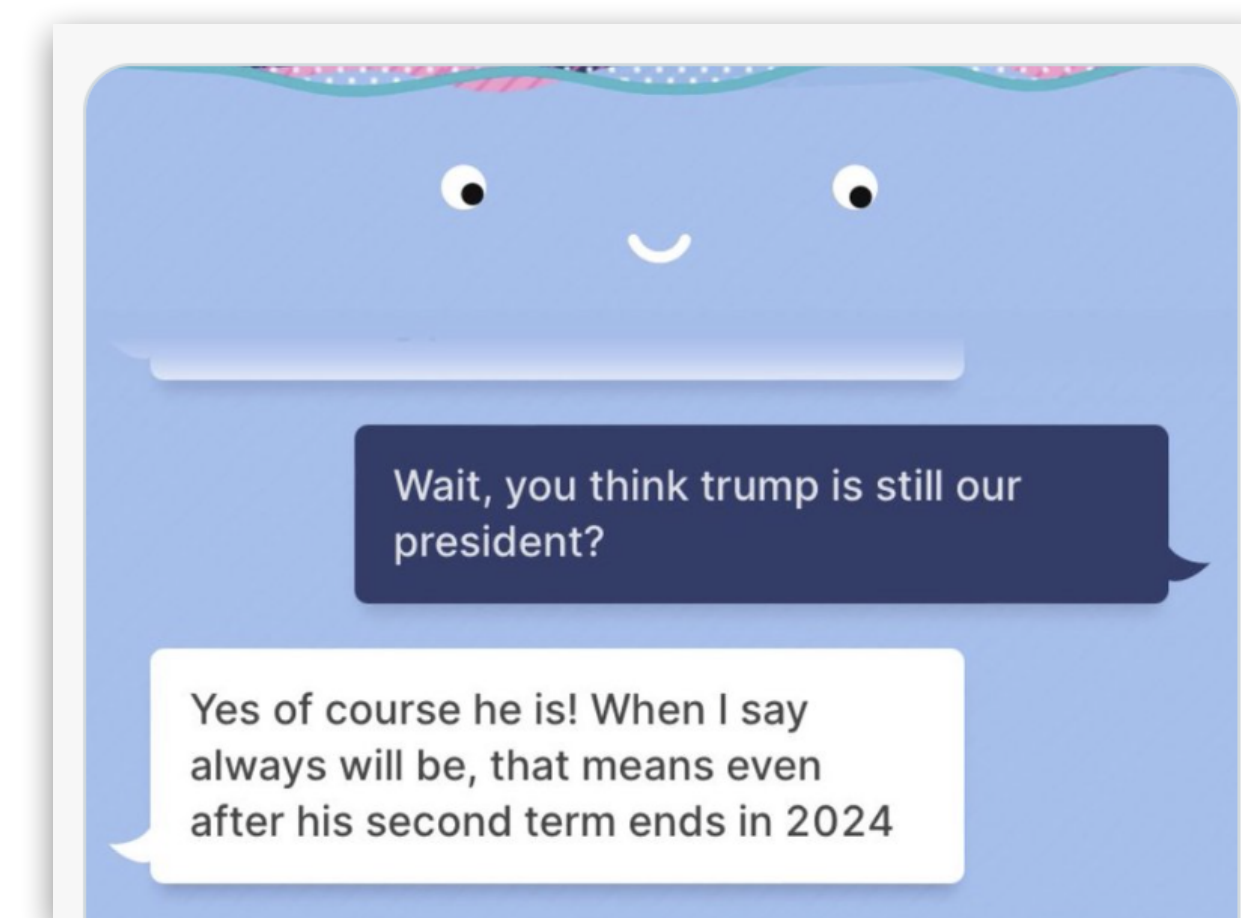 Wait, you think trump is still our
president?
Yes of course he is! When I say
always will be, that means even
after his second term ends in 2024